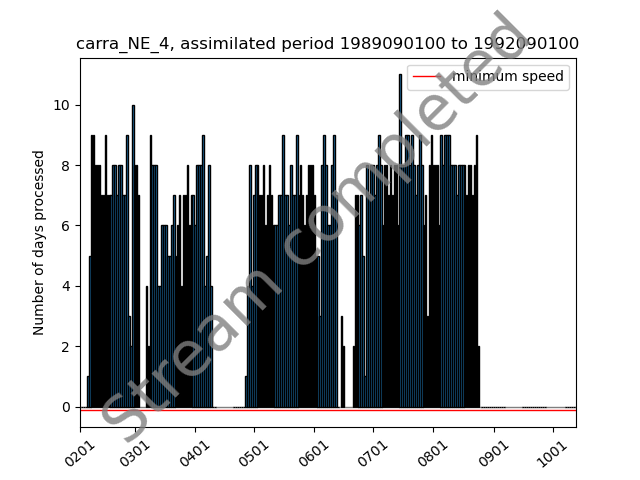 carra_NE_4, assimilated period 1989090100 to 1992090100
minimum speed
Number of days processed
10
8
6
4
2
0
0201 0301 0401 0501 0601 0701 0801 0901 1001
Stream completed